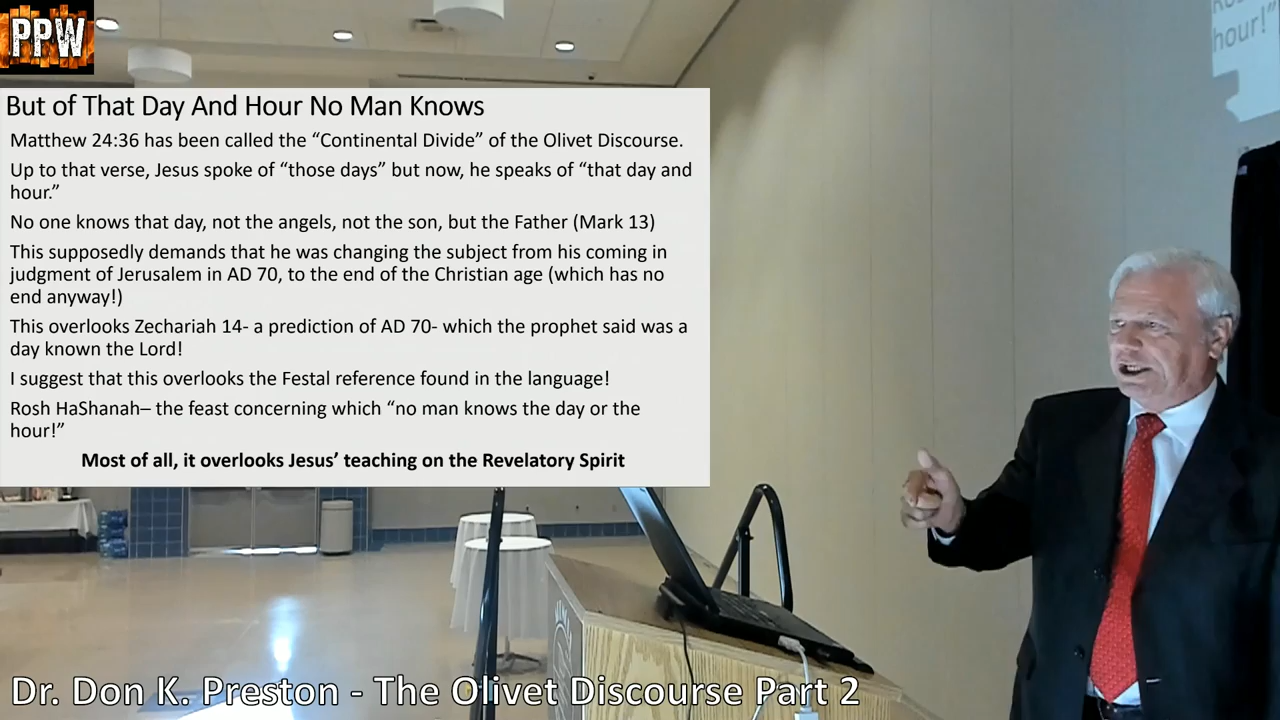 PPW
hour!"
But of That Day And Hour No Man Knows
Matthew 24:36 has been called the “Continental Divide” of the Olivet Discourse.
Up to that verse, Jesus spoke of “those days” but now, he speaks of “that day and
hour.”
No one knows that day, not the angels, not the son, but the Father (Mark 13)
This supposedly demands that he was changing the subject from his coming in
judgment of Jerusalem in AD 70, to the end of the Christian age (which has no
end anyway!)
This overlooks Zechariah 14- a prediction of AD 70- which the prophet said was a
day known the Lord!
I suggest that this overlooks the Festal reference found in the language!
Rosh HaShanah– the feast concerning which “no man knows the day or the
hour!”
Most of all, it overlooks Jesus’ teaching on the Revelatory Spirit
Dr. Don K. Preston - The Olivet Discourse Part 2